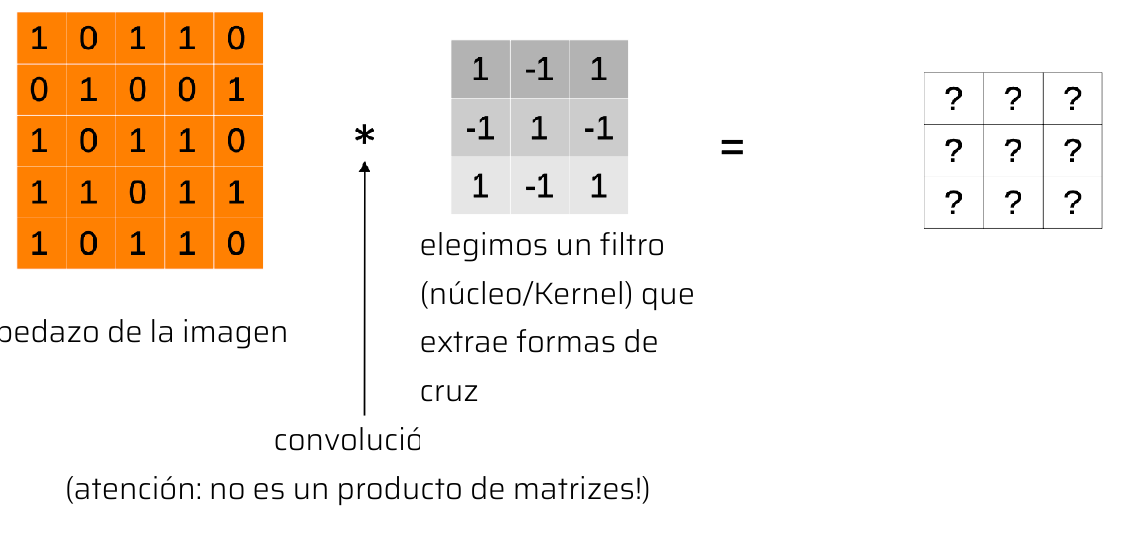 1 0 1 1 0
0 1 0 0 1
1 0 1 1 0
1 1 0 1 1
1 0 1 1 0
*
1 -1 1
-1 1 -1
1 -1 1
=
? ? ?
? ? ?
? ? ?
pedazo de la imagen
elegimos un filtro
(núcleo/Kernel) que
extrae formas de
cruz
convolució
(atención: no es un producto de matrizes!)